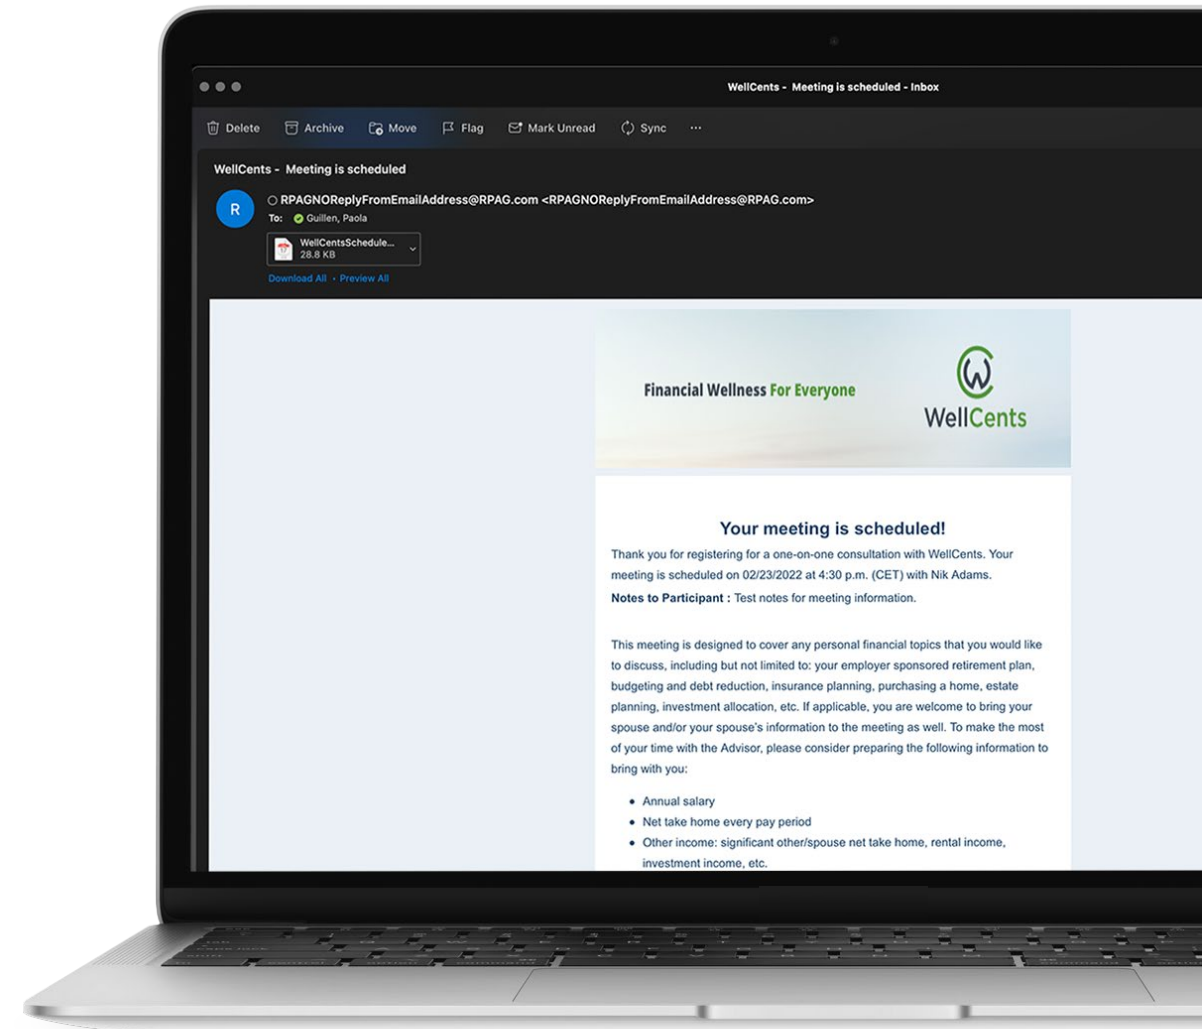 WellCents - Meeting is scheduled - Inbox
Delete Archive Move Flag Mark Unread Sync ...
WellCents - Meeting is scheduled
R
RPAGNOReplyFromEmailAddress@RPAG.com <RPAGNOReplyFromEmailAddress@RPAG.com>
To: Guillen, Paola
WellCentsSchedule...
28.8 KB
Download All • Preview All
Financial Wellness For Everyone
WellCents
Your meeting is scheduled!
Thank you for registering for a one-on-one consultation with WellCents. Your
meeting is scheduled on 02/23/2022 at 4:30 p.m. (CET) with Nik Adams.
Notes to Participant : Test notes for meeting information.
This meeting is designed to cover any personal financial topics that you would like
to discuss, including but not limited to: your employer sponsored retirement plan,
budgeting and debt reduction, insurance planning, purchasing a home, estate
planning, investment allocation, etc. If applicable, you are welcome to bring your
spouse and/or your spouse's information to the meeting as well. To make the most
of your time with the Advisor, please consider preparing the following information to
bring with you:
• Annual salary
• Net take home every pay period
• Other income: significant other/spouse net take home, rental income,
investment income, etc.